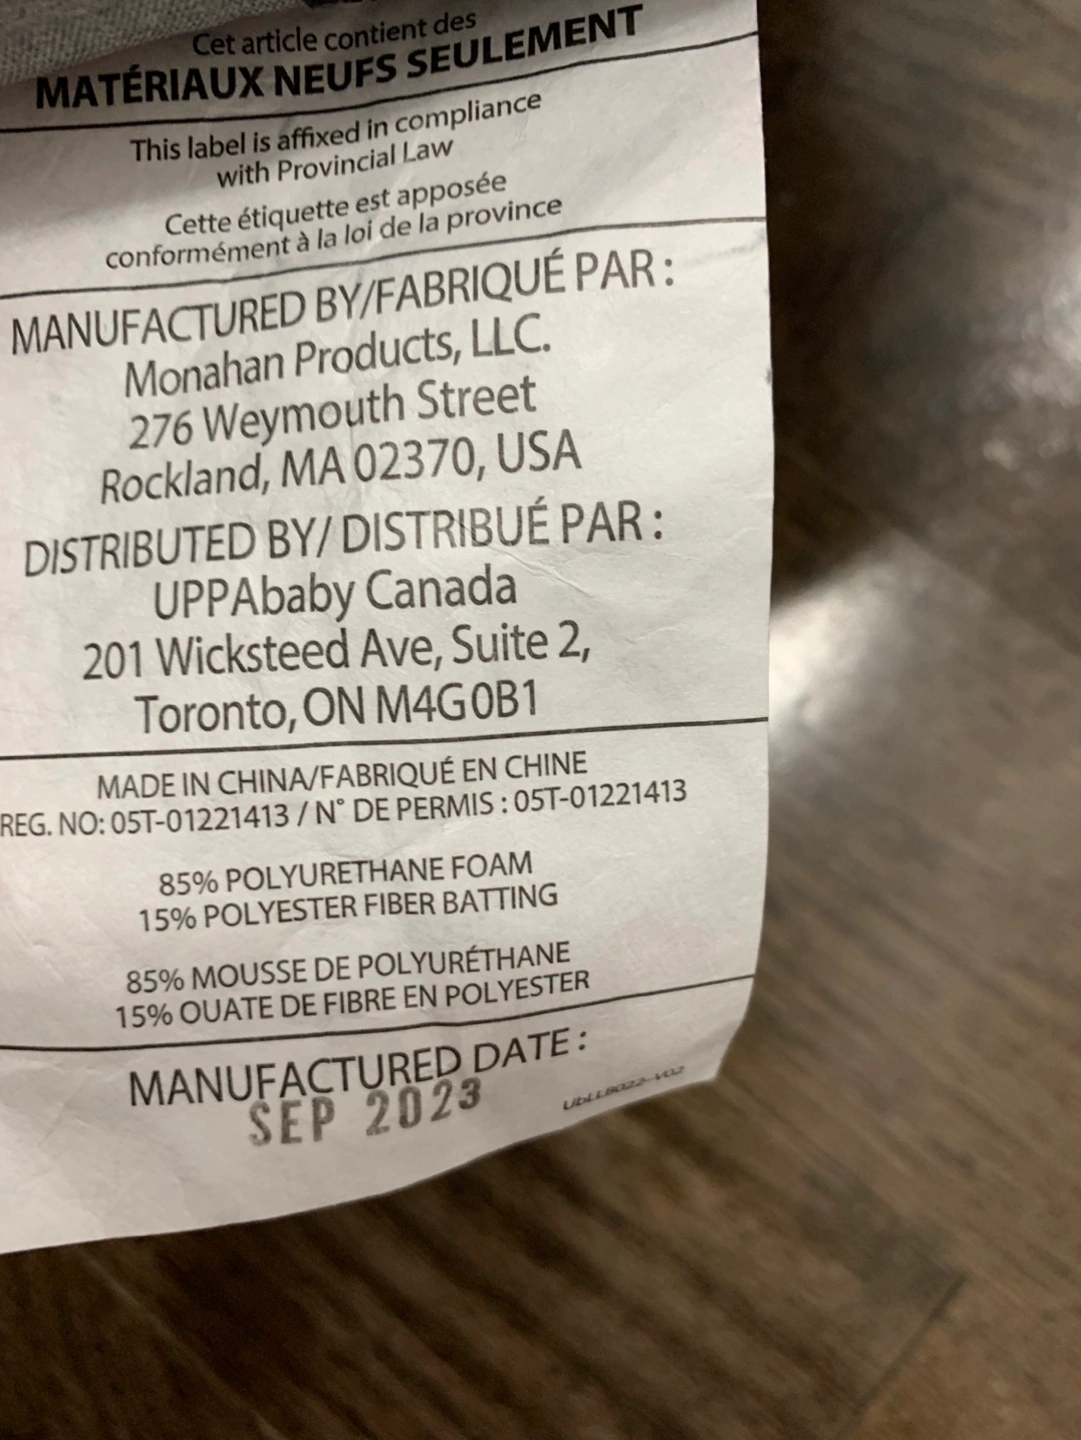 Cet article contient des
MATÉRIAUX NEUFS SEULEMENT
This label is affixed in compliance
with Provincial Law
Cette étiquette est apposée
conformément à la loi de la province
MANUFACTURED BY/FABRIQUÉ PAR :
Monahan Products, LLC.
276 Weymouth Street
Rockland, MA 02370, USA
DISTRIBUTED BY/ DISTRIBUÉ PAR :
UPPAbaby Canada
201 Wicksteed Ave, Suite 2,
Toronto, ON M4G0B1
MADE IN CHINA/FABRIQUÉ EN CHINE
REG. NO: 05T-01221413 / N° DE PERMIS : 05T-01221413
85% POLYURETHANE FOAM
15% POLYESTER FIBER BATTING
85% MOUSSE DE POLYURÉTHANE
15% OUATE DE FIBRE EN POLYESTER
MANUFACTURED DATE :
SEP 2023